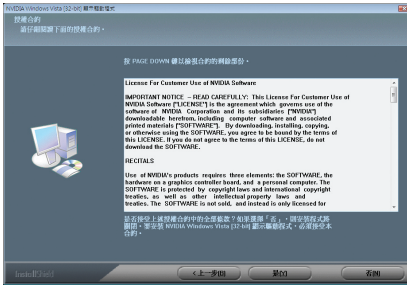 NVIDIA Windows Vista [32-bit] 顯示驅動程式
授權合約
請仔細閱讀下面的授權合約。
按 PAGE DOWN 鍵以檢視合約的剩餘部份。
License For Customer Use of NVIDIA Software
IMPORTANT NOTICE -- READ CAREFULLY: This License For Customer Use of
NVIDIA Software ("LICENSE") is the agreement which governs use of the
software of NVIDIA Corporation and its subsidiaries ("NVIDIA")
downloadable herefrom, including computer software and associated
printed materials ("SOFTWARE"). By downloading, installing, copying,
or otherwise using the SOFTWARE, you agree to be bound by the terms of
this LICENSE. If you do not agree to the terms of this LICENSE, do not
download the SOFTWARE.
RECITALS
Use of NVIDIA's products requires three elements: the SOFTWARE, the
hardware on a graphics controller board, and a personal computer. The
SOFTWARE is protected by copyright laws and international copyright
treaties, as well as other intellectual property laws and
treaties. The SOFTWARE is not sold, and instead is only licensed for
是否接受上述授權合約中的全部條款？如果選擇「否」，則安裝程式將
關閉。要安裝 NVIDIA Windows Vista [32-bit] 顯示驅動程式，必須接受本
合約。
InstallShield
<上一步(B)
是(Y)
否(N)